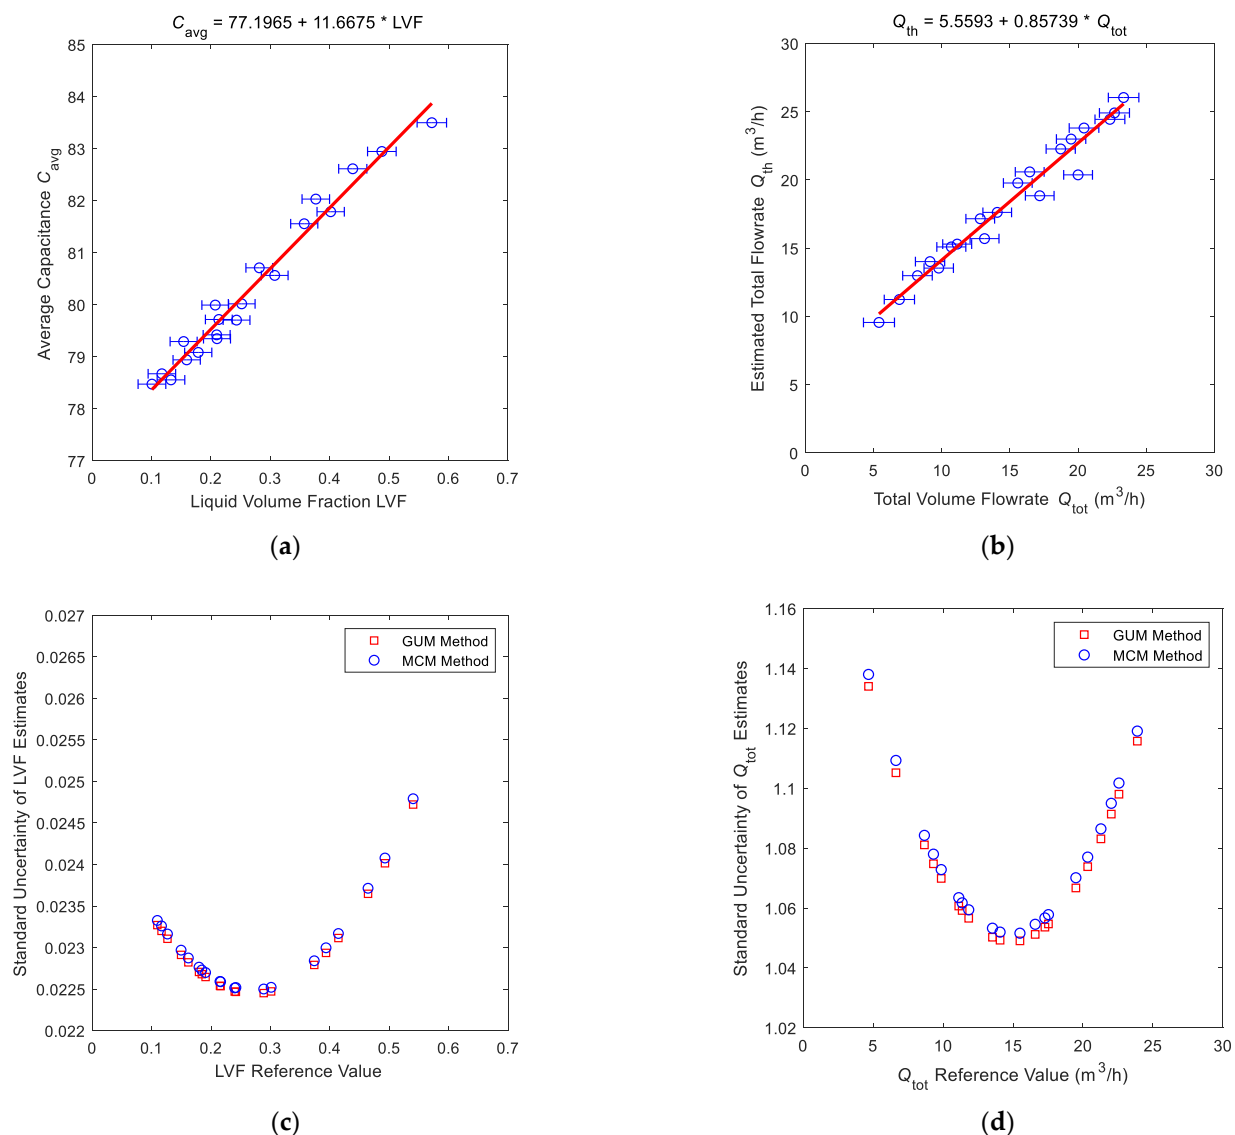 C_avg = 77.1965 + 11.6675 * LVF
85
84
83
82
81
80
79
78
77
Average Capacitance C_avg
0 0.1 0.2 0.3 0.4 0.5 0.6 0.7
Liquid Volume Fraction LVF
(a)
Q_th = 5.5593 + 0.85739 * Q_tot
30
25
20
15
10
5
0
Estimated Total Flowrate Q_th (m³/h)
0 5 10 15 20 25 30
Total Volume Flowrate Q_tot (m³/h)
(b)
0.027
0.0265
0.026
0.0255
0.025
0.0245
0.024
0.0235
0.023
0.0225
0.022
Standard Uncertainty of LVF Estimates
GUM Method
MCM Method
0 0.1 0.2 0.3 0.4 0.5 0.6 0.7
LVF Reference Value
(c)
1.16
1.14
1.12
1.1
1.08
1.06
1.04
1.02
Standard Uncertainty of Q_tot Estimates
GUM Method
MCM Method
0 5 10 15 20 25 30
Q_tot Reference Value (m³/h)
(d)